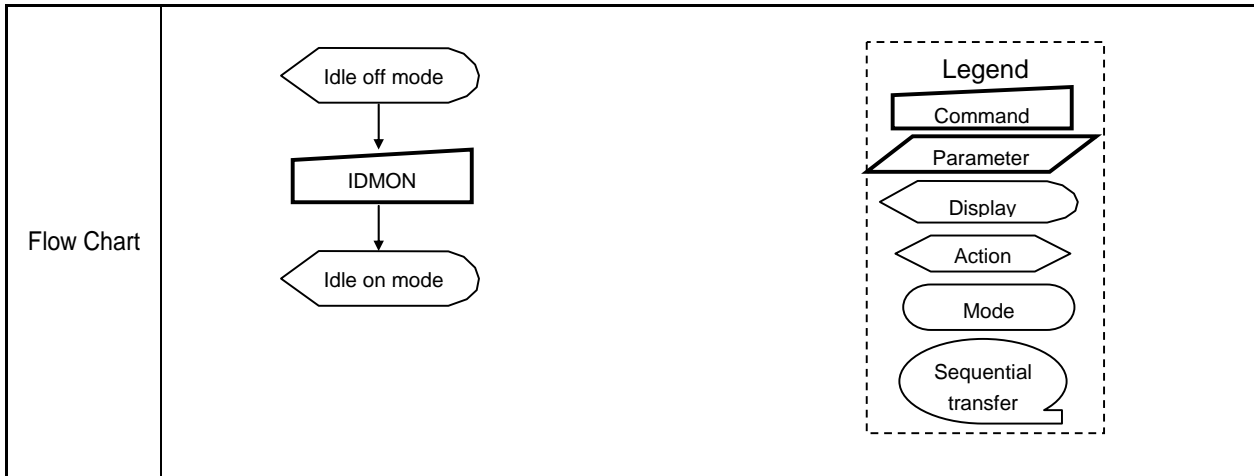 Flow Chart
Idle off mode
IDMON
Idle on mode
Legend
Command
Parameter
Display
Action
Mode
Sequential
transfer